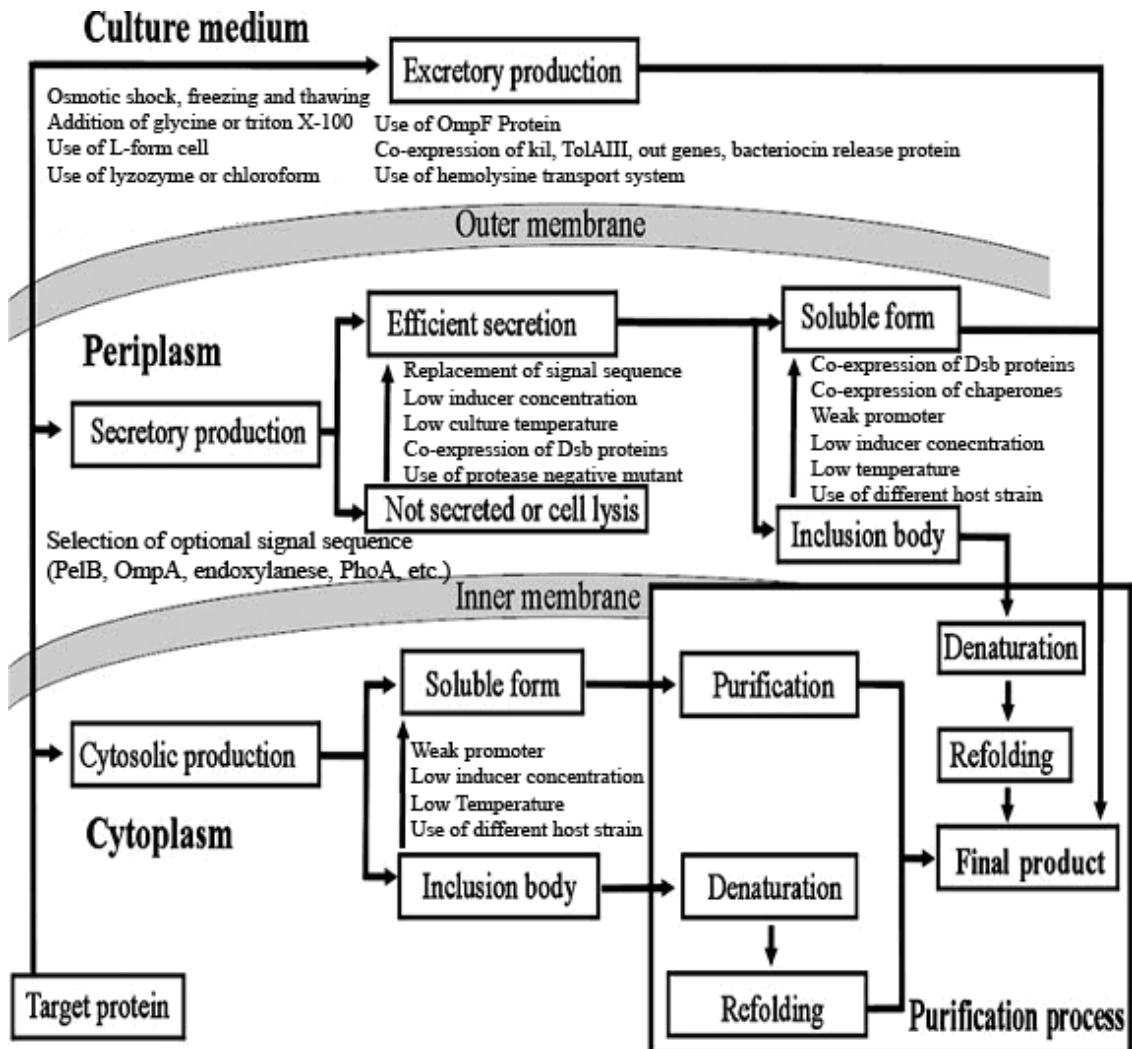 Culture medium
Excretory production
Osmotic shock, freezing and thawing
Addition of glycine or triton X-100
Use of L-form cell
Use of lyzozyme or chloroform
Use of OmpF Protein
Co-expression of kil, TolAIII, out genes, bacteriocin release protein
Use of hemolysine transport system
Outer membrane
Periplasm
Secretory production
Efficient secretion
Replacement of signal sequence
Low inducer concentration
Low culture temperature
Co-expression of Dsb proteins
Use of protease negative mutant
Not secreted or cell lysis
Soluble form
Co-expression of Dsb proteins
Co-expression of chaperones
Weak promoter
Low inducer conecntration
Low temperature
Use of different host strain
Inclusion body
Selection of optional signal sequence
(PelB, OmpA, endoxylanese, PhoA, etc.)
Inner membrane
Denaturation
Refolding
Cytosolic production
Soluble form
Weak promoter
Low inducer concentration
Low Temperature
Use of different host strain
Inclusion body
Cytoplasm
Purification
Denaturation
Refolding
Final product
Purification process
Target protein